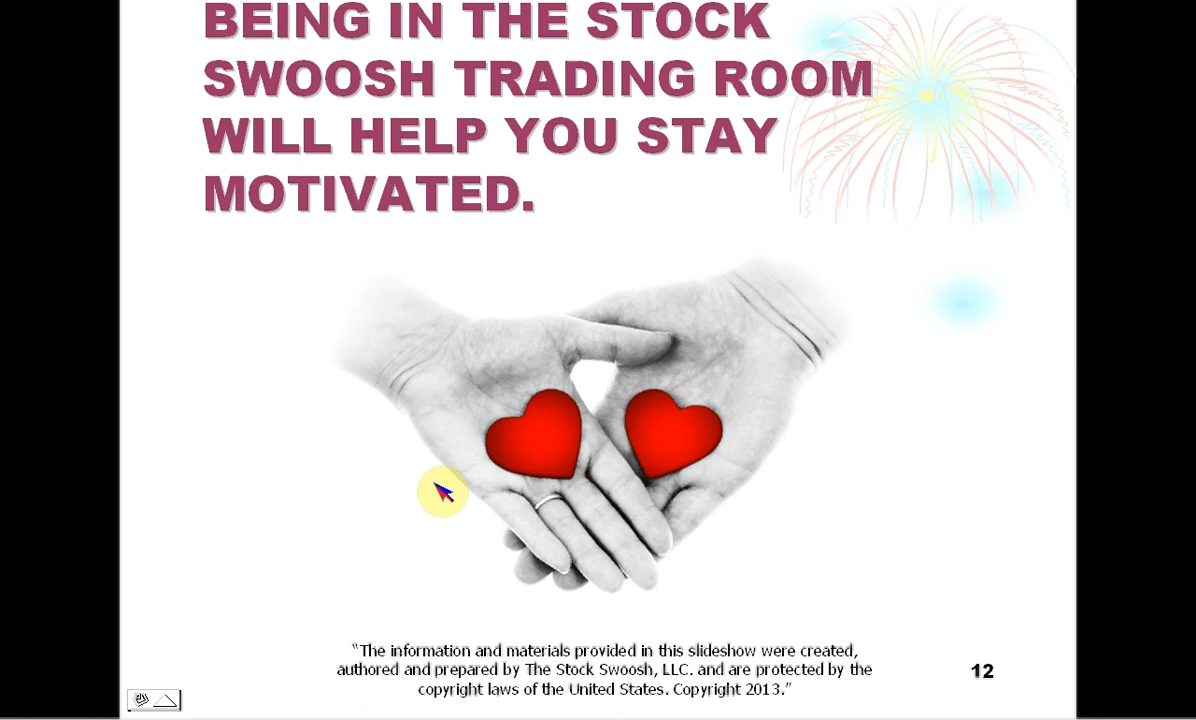 BEING IN THE STOCK
SWOOSH TRADING ROOM
WILL HELP YOU STAY
MOTIVATED.
“The information and materials provided in this slideshow were created,
authored and prepared by The Stock Swoosh, LLC. and are protected by the
copyright laws of the United States. Copyright 2013.”
12